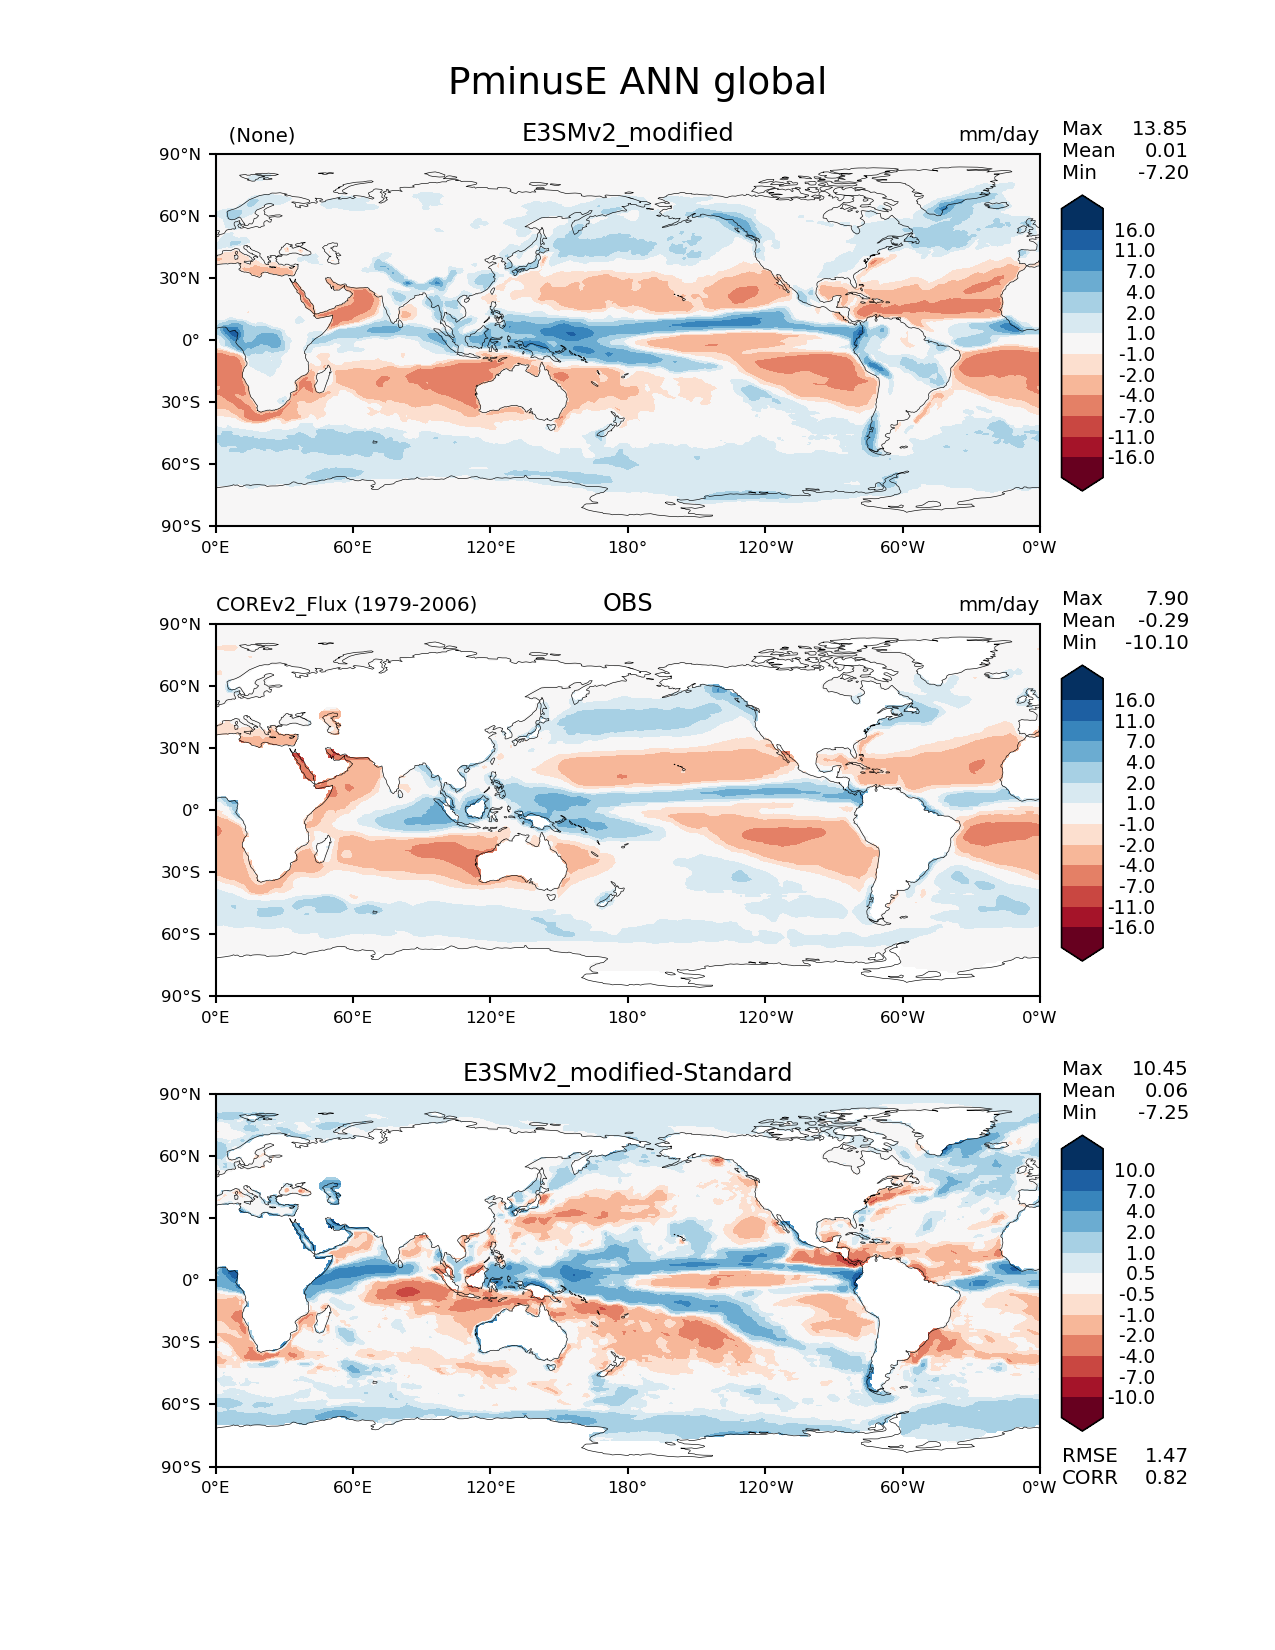 PminusE ANN global
(None) E3SMv2_modified mm/day
Max 13.85
Mean 0.01
Min -7.20
90°N
60°N
30°N
0°
30°S
60°S
90°S
0°E 60°E 120°E 180° 120°W 60°W 0°W
16.0
11.0
7.0
4.0
2.0
1.0
-1.0
-2.0
-4.0
-7.0
-11.0
-16.0
COREv2_Flux (1979-2006) OBS mm/day
Max 7.90
Mean -0.29
Min -10.10
90°N
60°N
30°N
0°
30°S
60°S
90°S
0°E 60°E 120°E 180° 120°W 60°W 0°W
16.0
11.0
7.0
4.0
2.0
1.0
-1.0
-2.0
-4.0
-7.0
-11.0
-16.0
E3SMv2_modified-Standard
Max 10.45
Mean 0.06
Min -7.25
90°N
60°N
30°N
0°
30°S
60°S
90°S
0°E 60°E 120°E 180° 120°W 60°W 0°W
10.0
7.0
4.0
2.0
1.0
0.5
-0.5
-1.0
-2.0
-4.0
-7.0
-10.0
RMSE 1.47
CORR 0.82